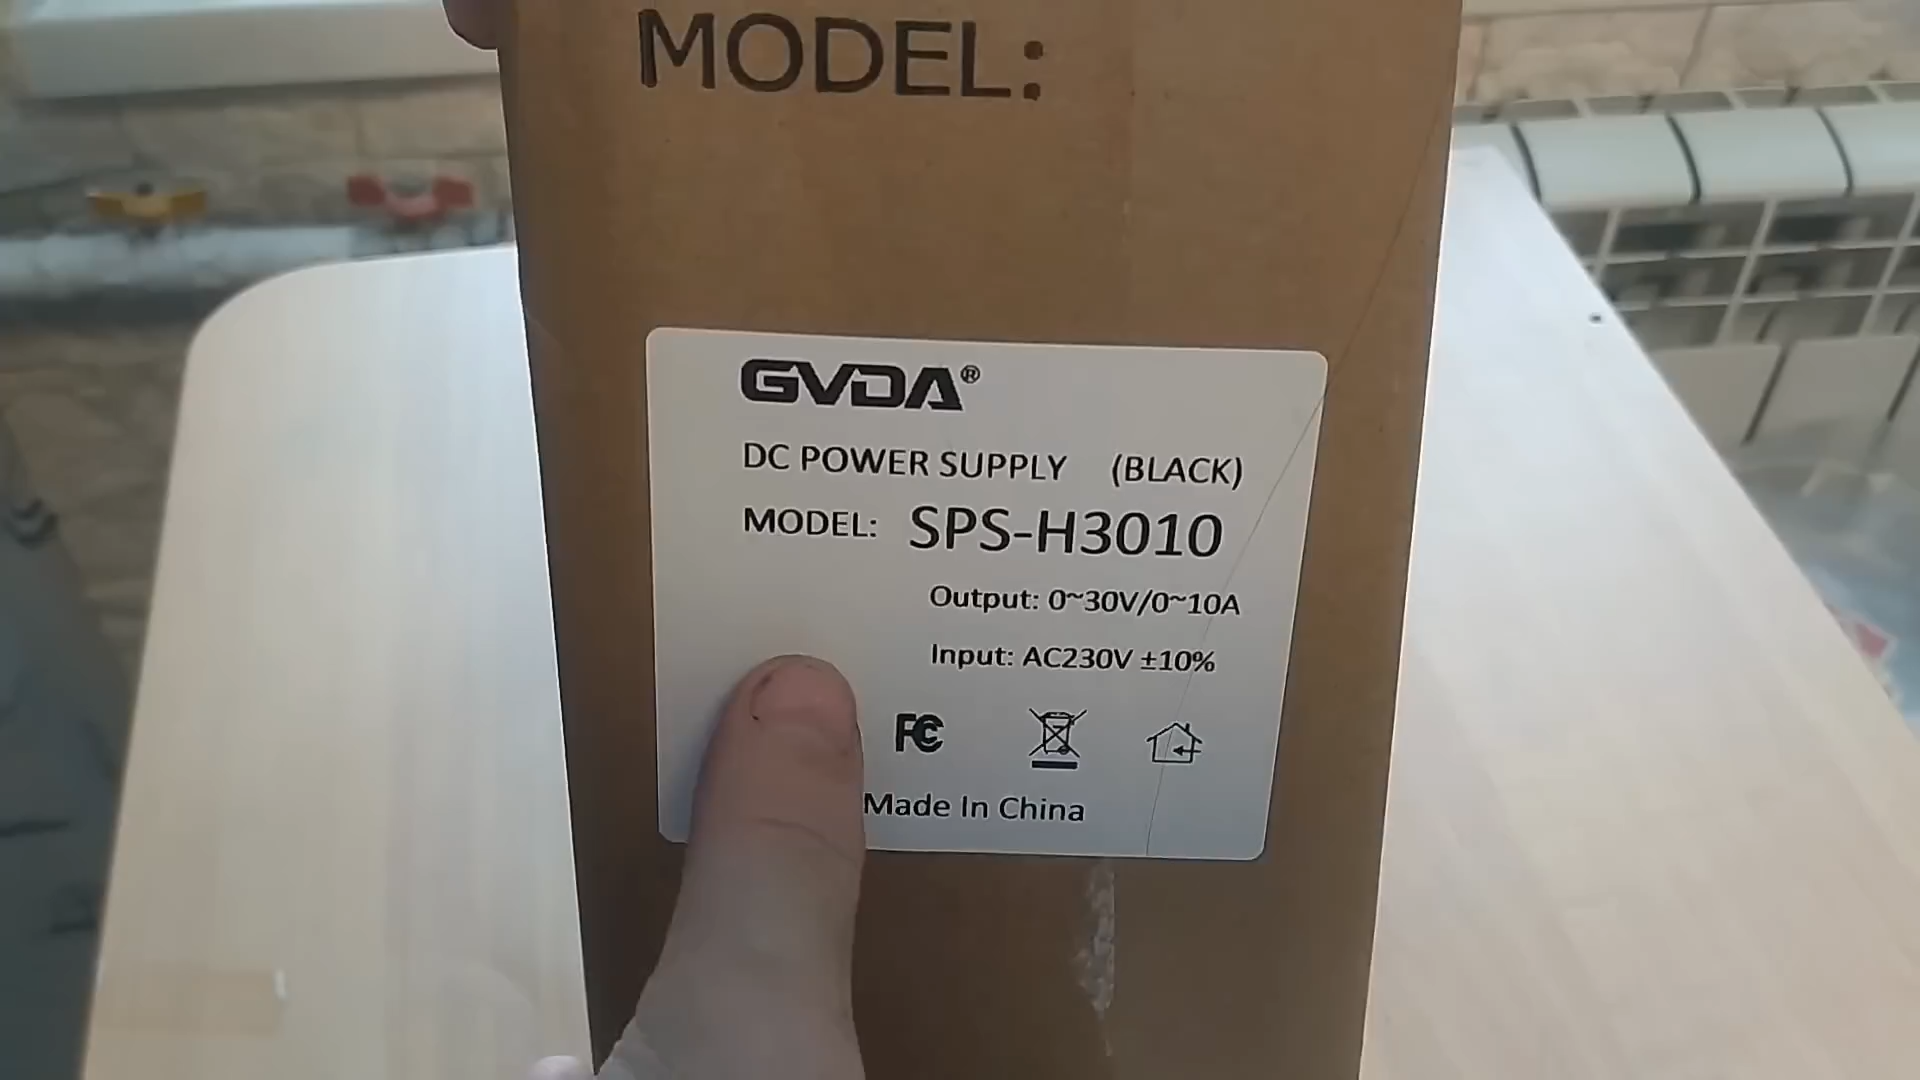 MODEL:
GVDA®
DC POWER SUPPLY (BLACK)
MODEL: SPS-H3010
Output: 0~30V/0~10A
Input: AC230V ±10%
FC
Made In China